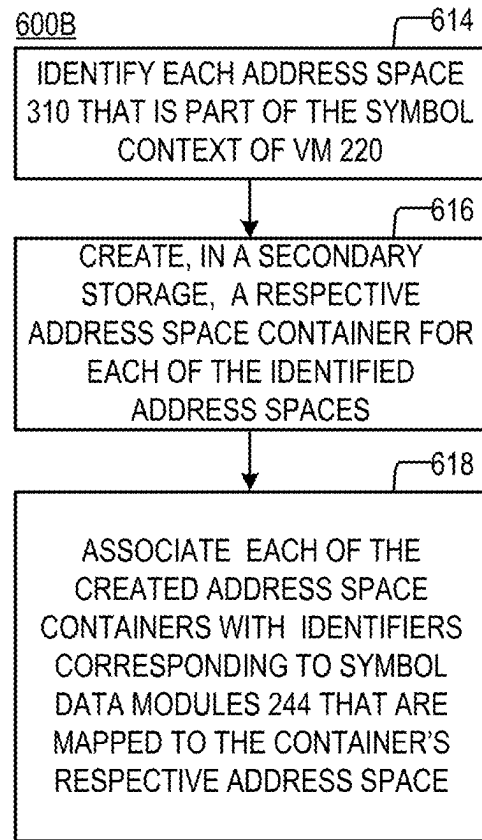 600B
614
IDENTIFY EACH ADDRESS SPACE
310 THAT IS PART OF THE SYMBOL
CONTEXT OF VM 220
616
CREATE, IN A SECONDARY
STORAGE, A RESPECTIVE
ADDRESS SPACE CONTAINER FOR
EACH OF THE IDENTIFIED
ADDRESS SPACES
618
ASSOCIATE EACH OF THE
CREATED ADDRESS SPACE
CONTAINERS WITH IDENTIFIERS
CORRESPONDING TO SYMBOL
DATA MODULES 244 THAT ARE
MAPPED TO THE CONTAINER'S
RESPECTIVE ADDRESS SPACE